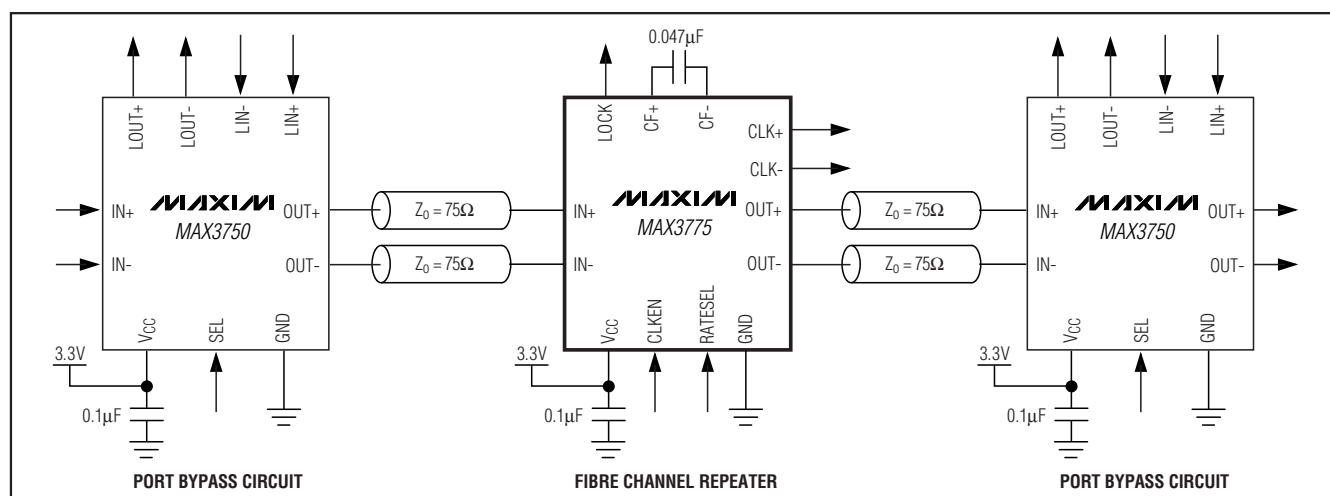 0.047µF
LOUT+
LOUT-
LIN-
LIN+
IN+
IN-
MAXIM
MAX3750
OUT+
OUT-
VCC
SEL
GND
3.3V
0.1µF
PORT BYPASS CIRCUIT
Z0 = 75Ω
Z0 = 75Ω
LOCK
CF+
CF-
CLK+
CLK-
IN+
IN-
MAXIM
MAX3775
OUT+
OUT-
VCC
CLKEN
RATESEL
GND
3.3V
0.1µF
FIBRE CHANNEL REPEATER
Z0 = 75Ω
Z0 = 75Ω
LOUT+
LOUT-
LIN-
LIN+
IN+
IN-
MAXIM
MAX3750
OUT+
OUT-
VCC
SEL
GND
3.3V
0.1µF
PORT BYPASS CIRCUIT